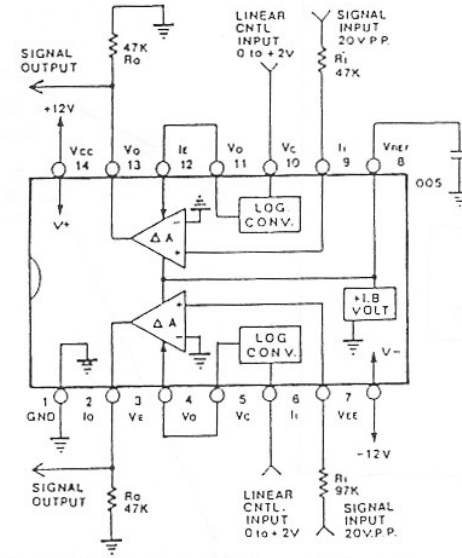 47K
Ro
SIGNAL
OUTPUT
+12V
LINEAR
CNTL
INPUT
0 to +2V
SIGNAL
INPUT
20V.P.P.
Ri
47K
VCC
14
Vo
13
IE
12
Vo
11
VC
10
Ii
9
VREF
8
005
V+
ΔA
-
+
LOG.
CONV.
+1.8
VOLT
ΔA
+
-
LOG
CONV.
V-
1
GND
2
Io
3
VE
4
Vo
5
VC
6
Ii
7
VEE
-12V
SIGNAL
OUTPUT
Ro
47K
LINEAR
CNTL.
INPUT
0 to +2V
Ri
97K
SIGNAL
INPUT
20V.P.P.